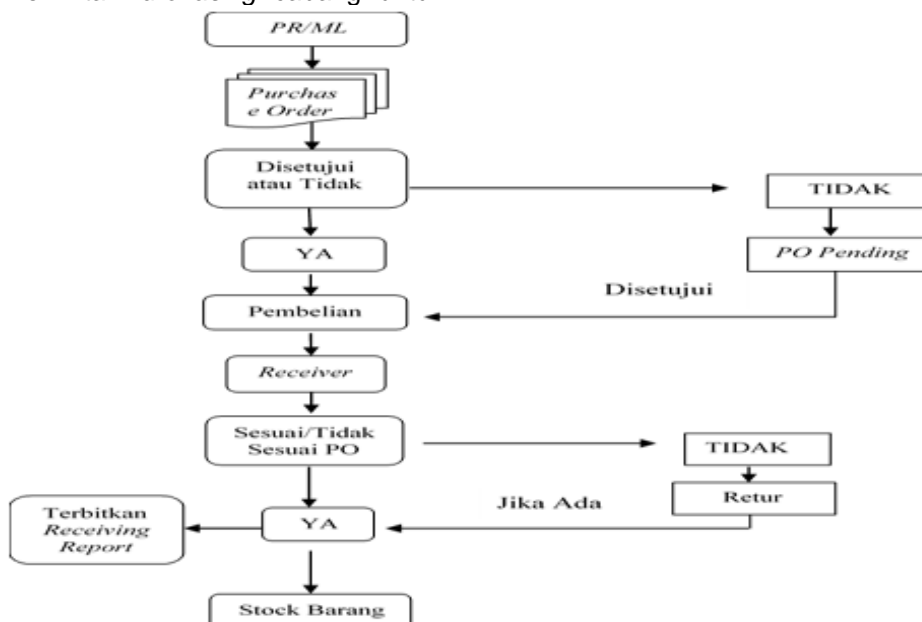 PR/ML
Purchas
e Order
Disetujui
atau Tidak
TIDAK
YA
PO Pending
Disetujui
Pembelian
Receiver
Sesuai/Tidak
Sesuai PO
TIDAK
Retur
Jika Ada
YA
Terbitkan
Receiving
Report
Stock Barang